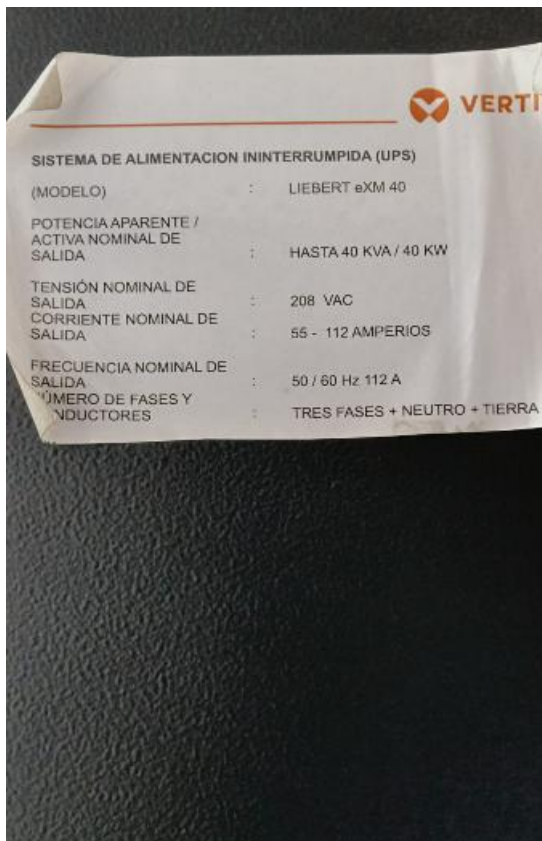 VERTI
SISTEMA DE ALIMENTACION ININTERRUMPIDA (UPS)
(MODELO) : LIEBERT eXM 40
POTENCIA APARENTE /
ACTIVA NOMINAL DE
SALIDA : HASTA 40 KVA / 40 KW
TENSIÓN NOMINAL DE
SALIDA : 208 VAC
CORRIENTE NOMINAL DE
SALIDA : 55 - 112 AMPERIOS
FRECUENCIA NOMINAL DE
SALIDA : 50 / 60 Hz 112 A
NÚMERO DE FASES Y
NDUCTORES : TRES FASES + NEUTRO + TIERRA